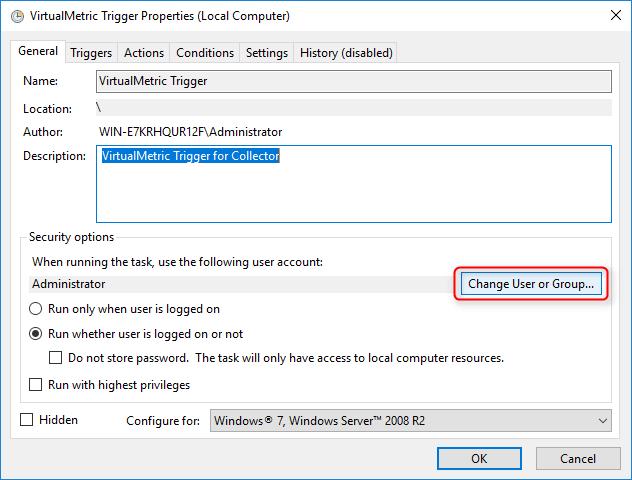 VirtualMetric Trigger Properties (Local Computer)
General Triggers Actions Conditions Settings History (disabled)
Name: VirtualMetric Trigger
Location: \
Author: WIN-E7KRHQUR12F\Administrator
Description: VirtualMetric Trigger for Collector
Security options
When running the task, use the following user account:
Administrator Change User or Group...
Run only when user is logged on
Run whether user is logged on or not
Do not store password. The task will only have access to local computer resources.
Run with highest privileges
Hidden Configure for: Windows® 7, Windows Server™ 2008 R2
OK Cancel